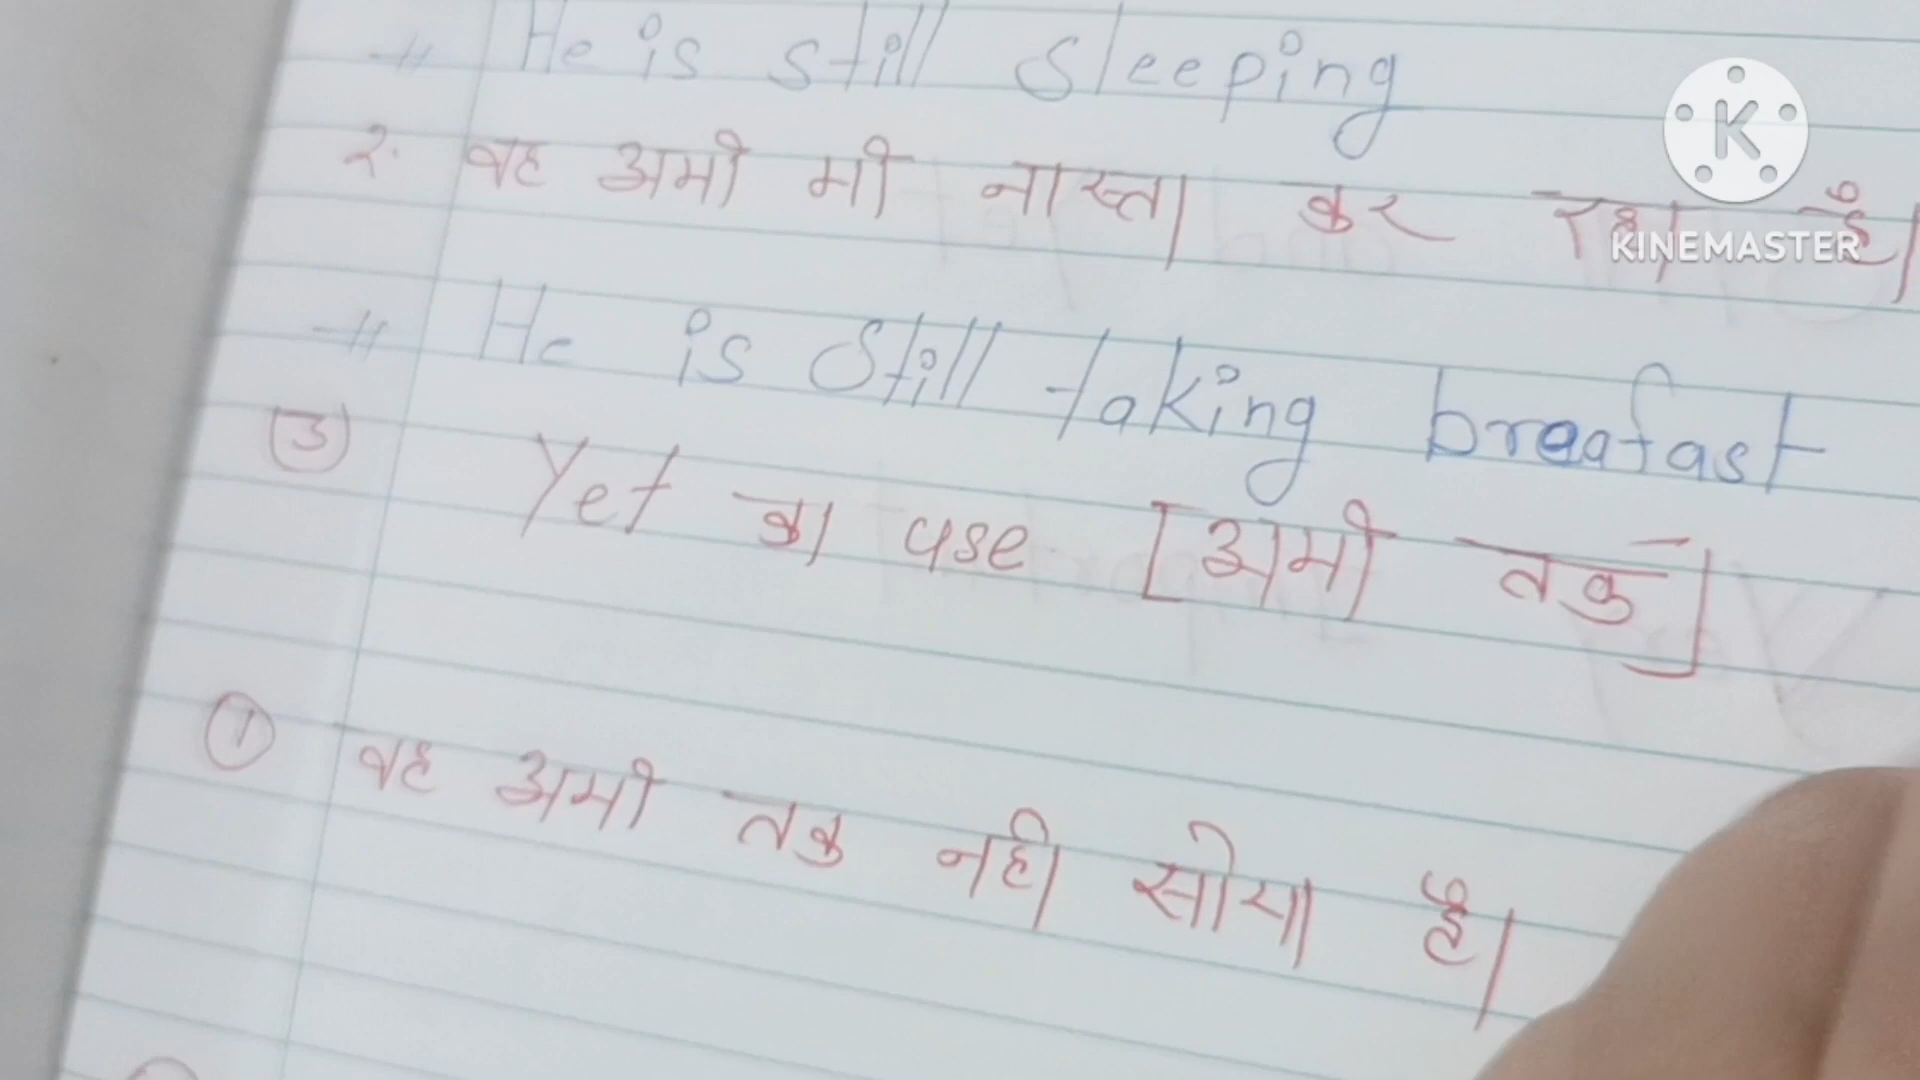 He is still sleeping
२. वह अभी भी नास्ता कर रहा है।
He is still taking breafast
③ Yet का use [अभी तक]
① वह अभी तक नही सोया है।
K
KINEMASTER